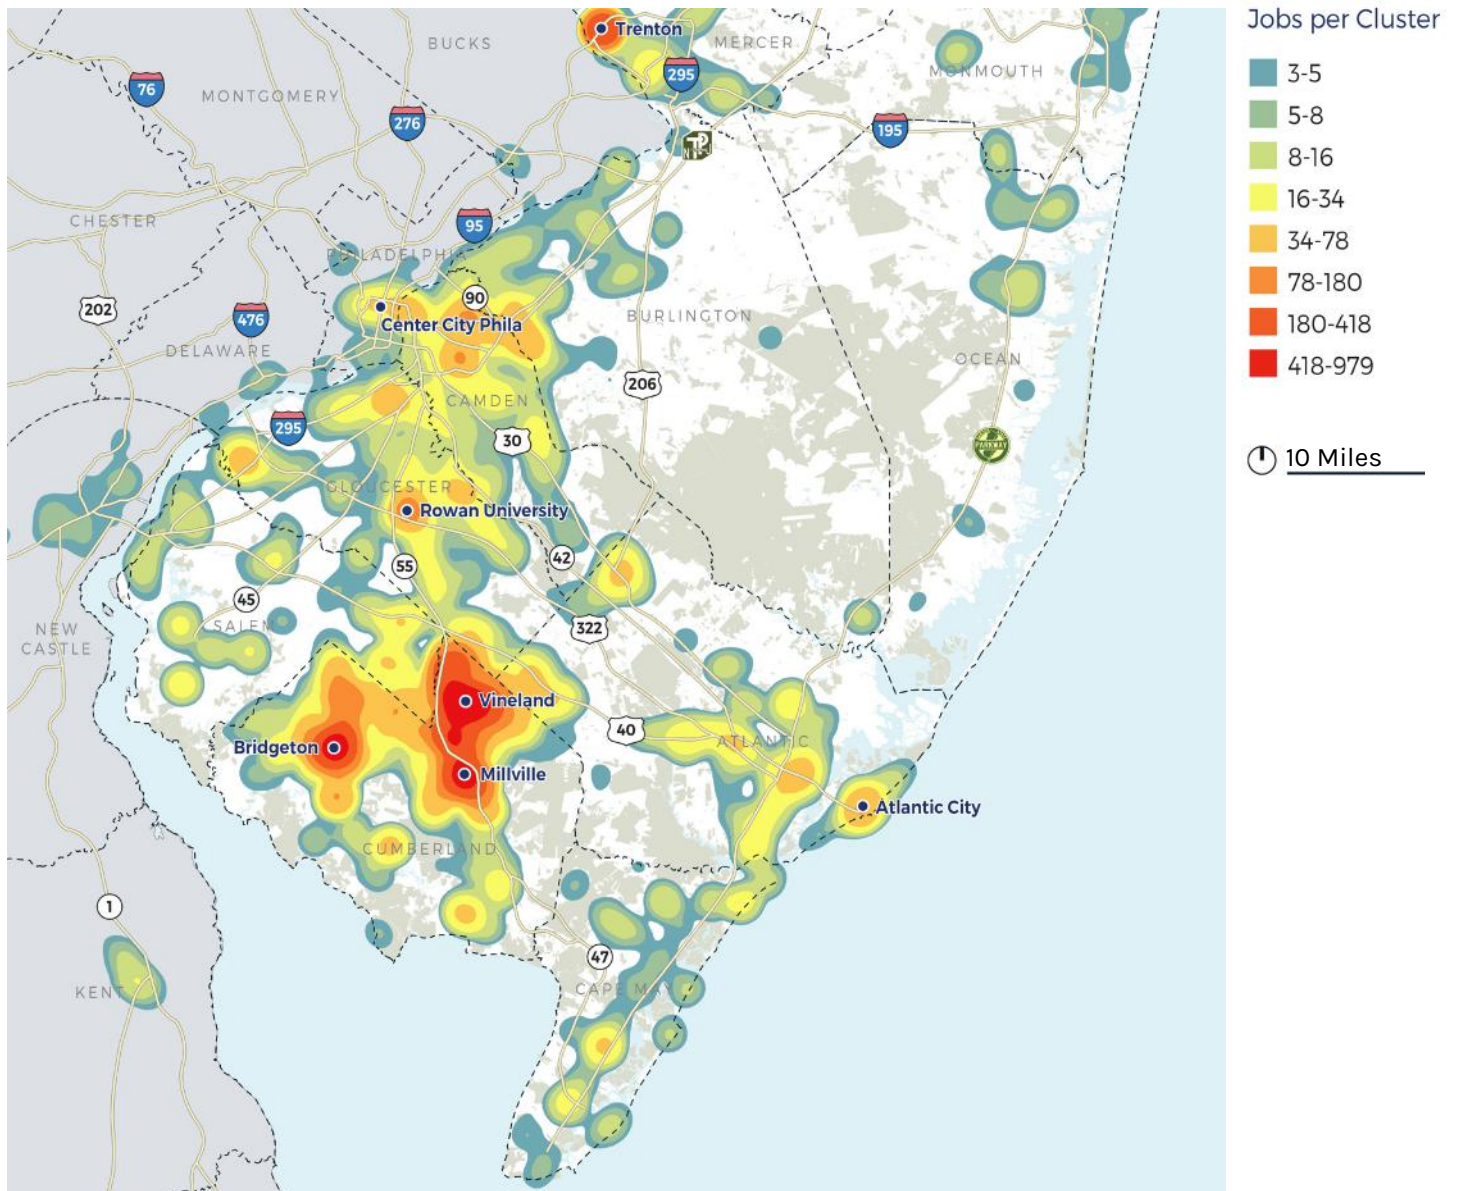 Jobs per Cluster
3-5
5-8
8-16
16-34
34-78
78-180
180-418
418-979
10 Miles
Trenton
BUCKS
MERCER
MONMOUTH
295
76
MONTGOMERY
276
195
CHESTER
95
PHILADELPHIA
202
90
476
Center City Phila
BURLINGTON
DELAWARE
OCEAN
206
CAMDEN
295
30
PARKWAY
GLOUCESTER
Rowan University
42
55
45
SALEM
NEW
CASTLE
322
Vineland
40
ATLANTIC
Bridgeton
Millville
Atlantic City
CUMBERLAND
1
47
KENT
CAPE MAY